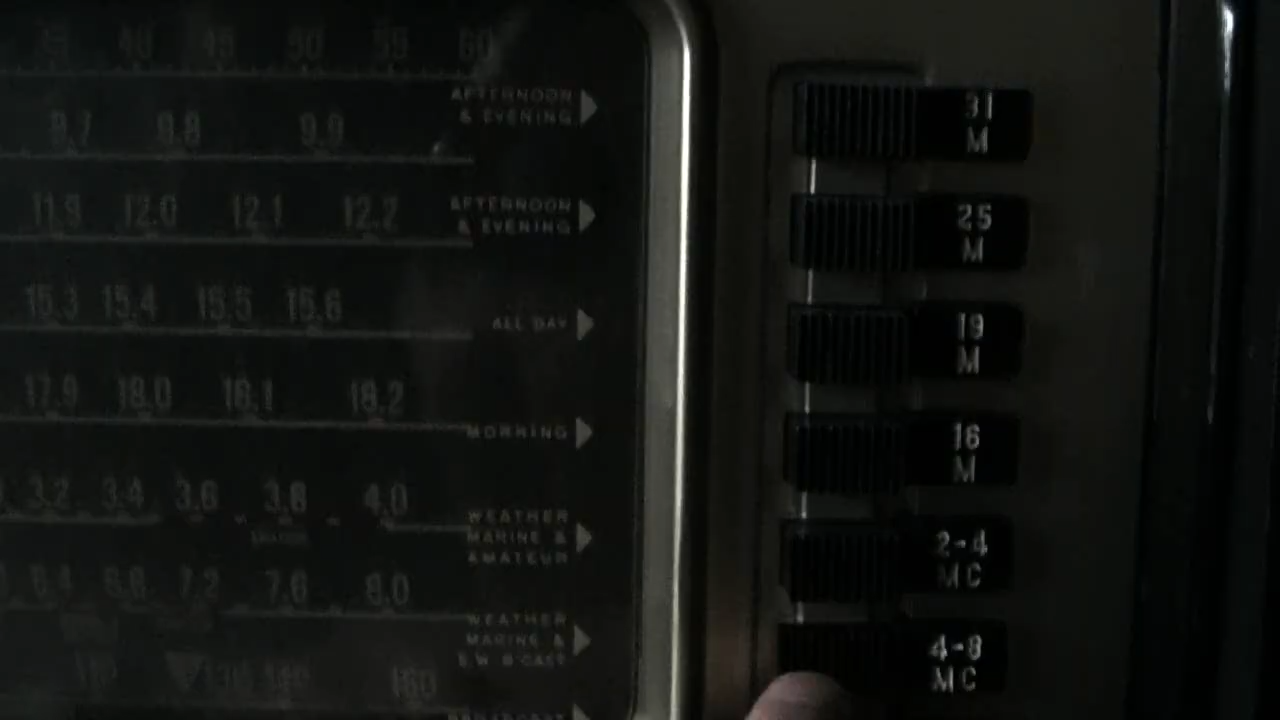 40 45 50 55 60
AFTERNOON
& EVENING
31
M
9.7 9.8 9.9
11.9 12.0 12.1 12.2
AFTERNOON
& EVENING
25
M
15.3 15.4 15.5 15.6
ALL DAY
19
M
17.9 18.0 18.1 18.2
MORNING
16
M
3.2 3.4 3.6 3.8 4.0
WEATHER
MARINE &
AMATEUR
2-4
MC
7.2 7.6 8.0
WEATHER
MARINE &
S.W. B'CAST
4-8
MC
160